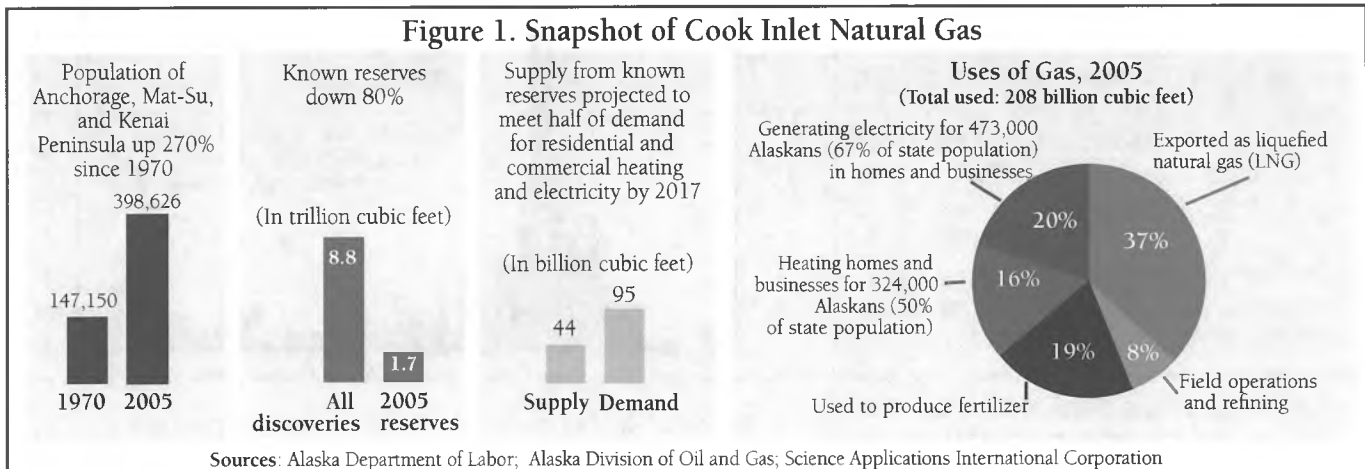 Figure 1. Snapshot of Cook Inlet Natural Gas
Population of
Anchorage, Mat-Su,
and Kenai
Peninsula up 270%
since 1970
398,626
147,150
1970 2005
Known reserves
down 80%
(In trillion cubic feet)
8.8
1.7
All
discoveries
2005
reserves
Supply from known
reserves projected to
meet half of demand
for residential and
commercial heating
and electricity by 2017
(In billion cubic feet)
95
44
Supply Demand
Uses of Gas, 2005
(Total used: 208 billion cubic feet)
Generating electricity for 473,000
Alaskans (67% of state population)
in homes and businesses
Exported as liquefied
natural gas (LNG)
20%
37%
Heating homes and
businesses for 324,000
Alaskans (50%
of state population)
16%
19%
8%
Used to produce fertilizer
Field operations
and refining
Sources: Alaska Department of Labor; Alaska Division of Oil and Gas; Science Applications International Corporation